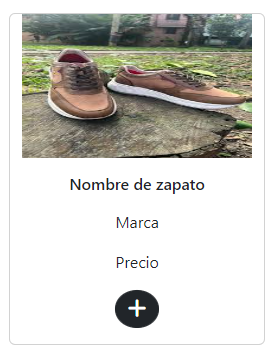 Nombre de zapato
Marca
Precio
+